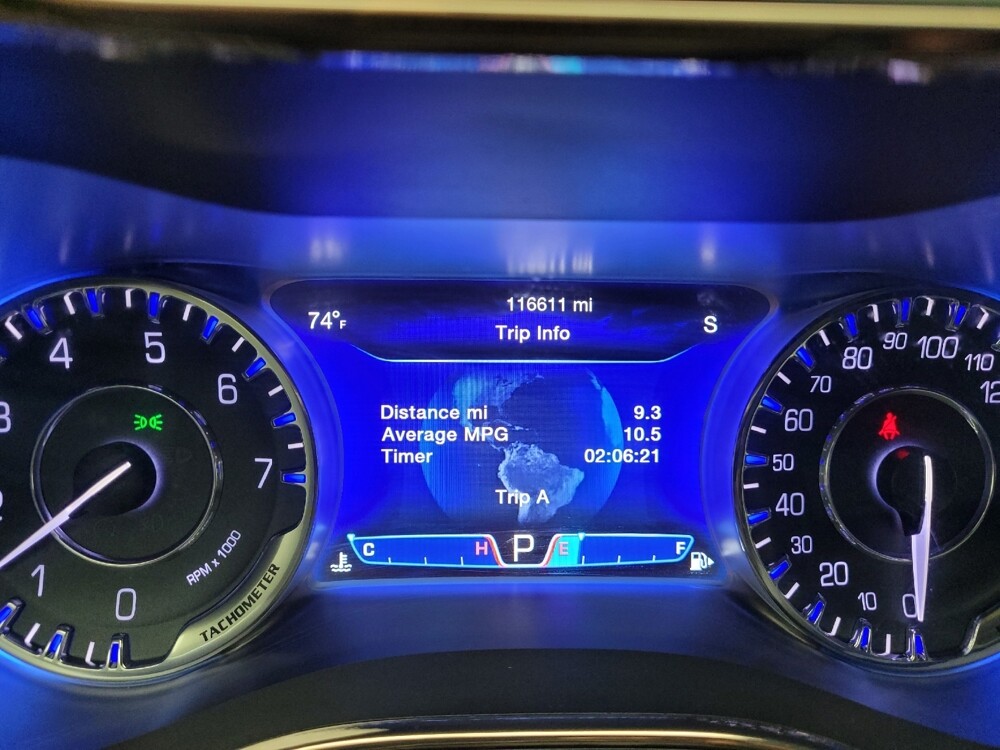 116611 mi
74°F
Trip Info
S
Distance mi 9.3
Average MPG 10.5
Timer 02:06:21
Trip A
C H P E F
0 1 2 3 4 5 6 7
RPM x 1000
TACHOMETER
0 10 20 30 40 50 60 70 80 90 100 110